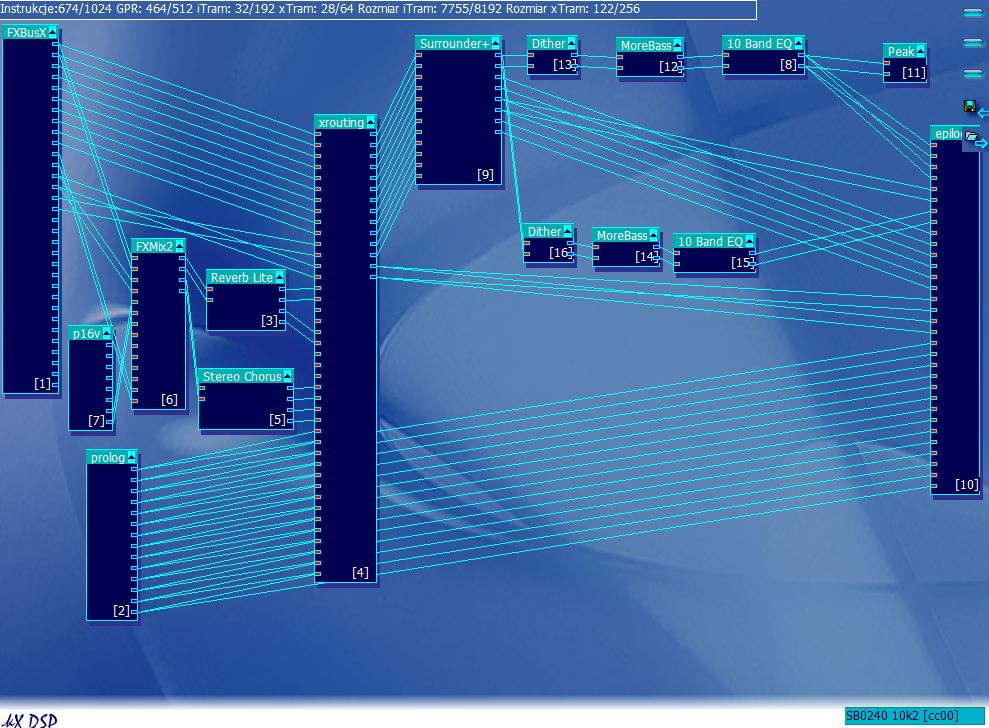 Instrukcje:674/1024 GPR: 464/512 iTram: 32/192 xTram: 28/64 Rozmiar iTram: 7755/8192 Rozmiar xTram: 122/256
FXBusX
[1]
Surrounder+
[9]
Dither
[13]
MoreBass
[12]
10 Band EQ
[8]
Peak
[11]
xrouting
[4]
epilo
[10]
Dither
[16]
MoreBass
[14]
10 Band EQ
[15]
FXMix2
[6]
Reverb Lite
[3]
p16v
[7]
Stereo Chorus
[5]
prolog
[2]
µX DSP
SB0240 10k2 [cc00]